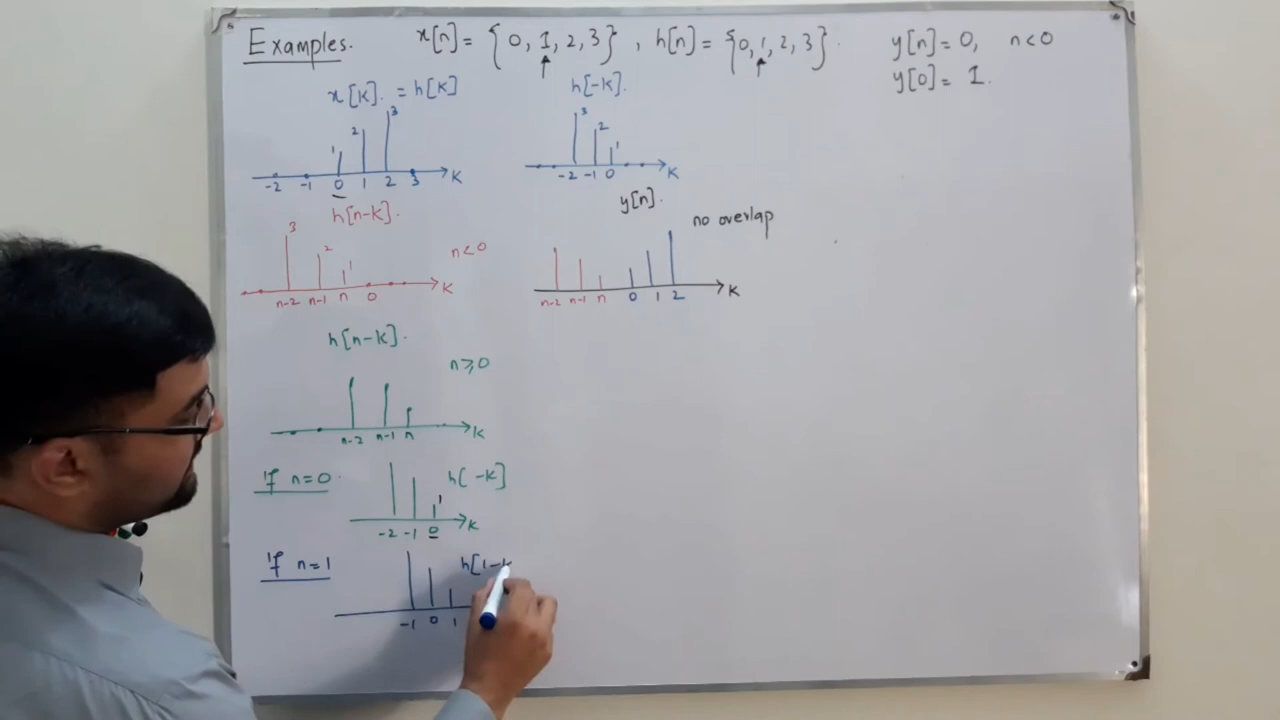 Examples. x[n] = {0, 1, 2, 3}, h[n] = {0, 1, 2, 3}. y[n] = 0, n < 0
↑ ↑ y[0] = 1.
x[k]. = h[k] h[-k].
1 2 3 3 2 1
-2 -1 0 1 2 3 K -2 -1 0 K
h[n-k]. y[n].
3 2 1 n < 0 no overlap
n-2 n-1 n 0 K n-2 n-1 n 0 1 2 K
h[n-k].
n ≥ 0
n-2 n-1 n K
If n = 0 h[-k]
1
-2 -1 0 K
If n = 1 h[1-k
-1 0 1